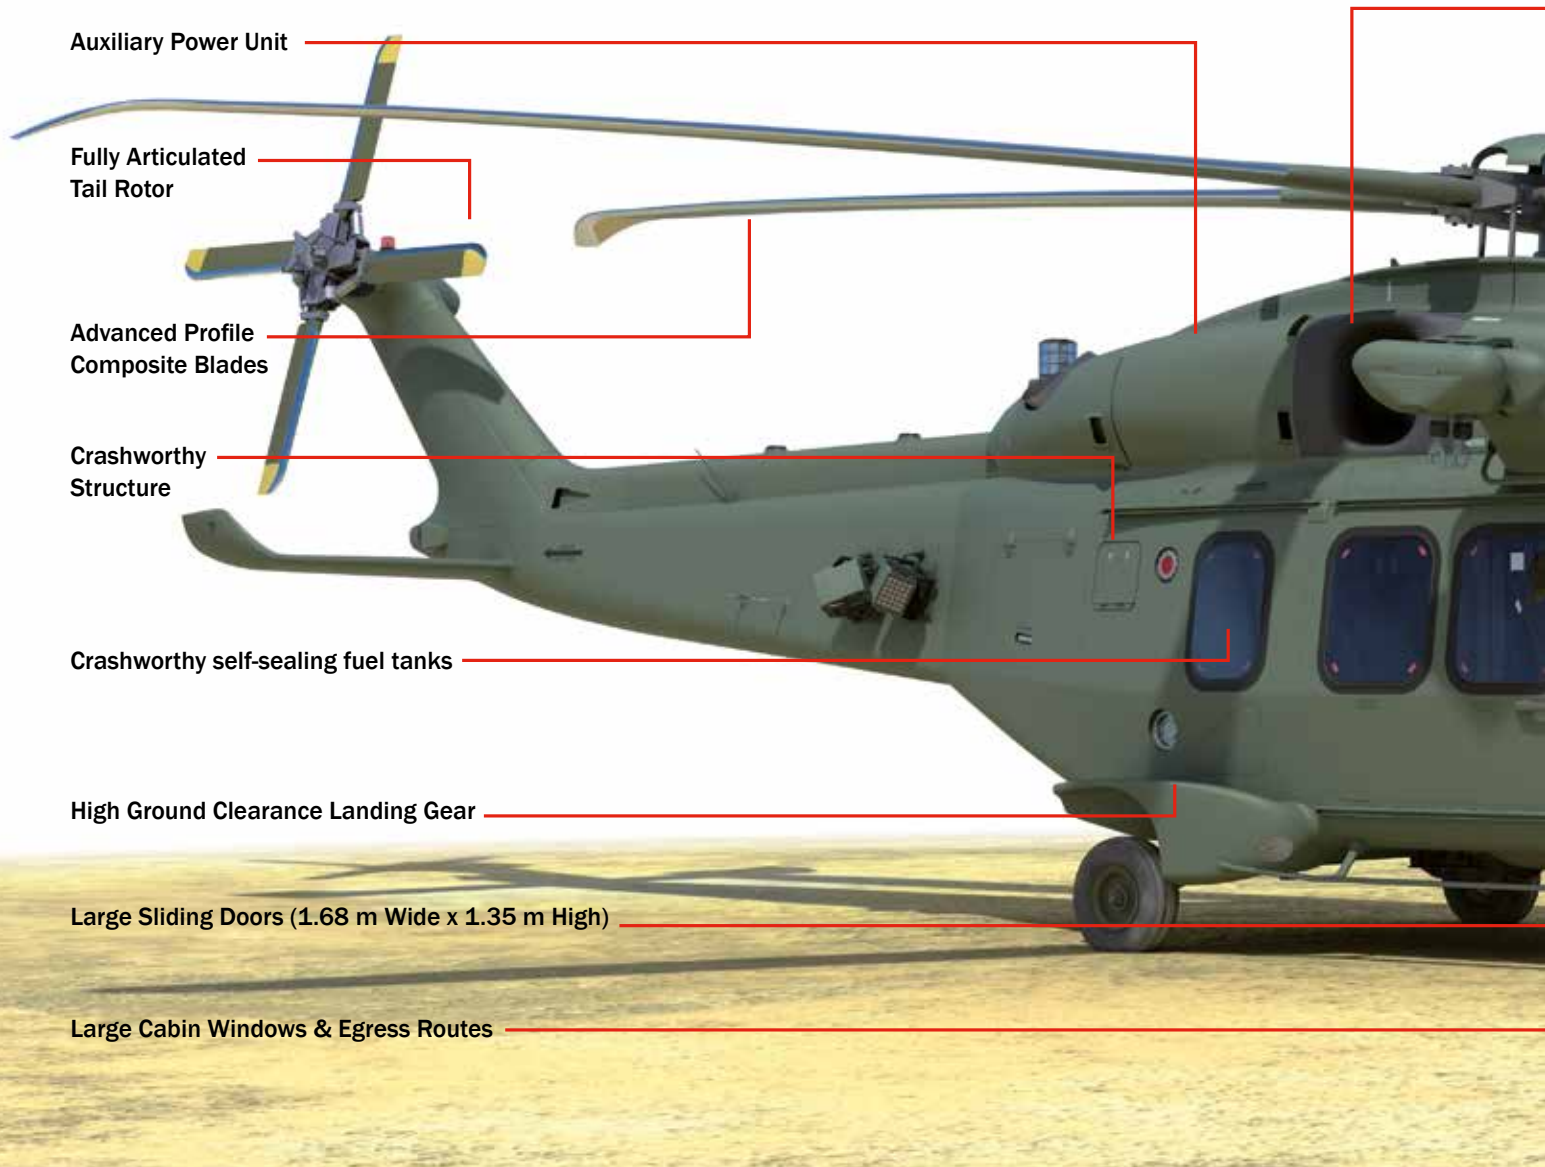 Auxiliary Power Unit
Fully Articulated
Tail Rotor
Advanced Profile
Composite Blades
Crashworthy
Structure
Crashworthy self-sealing fuel tanks
High Ground Clearance Landing Gear
Large Sliding Doors (1.68 m Wide x 1.35 m High)
Large Cabin Windows & Egress Routes